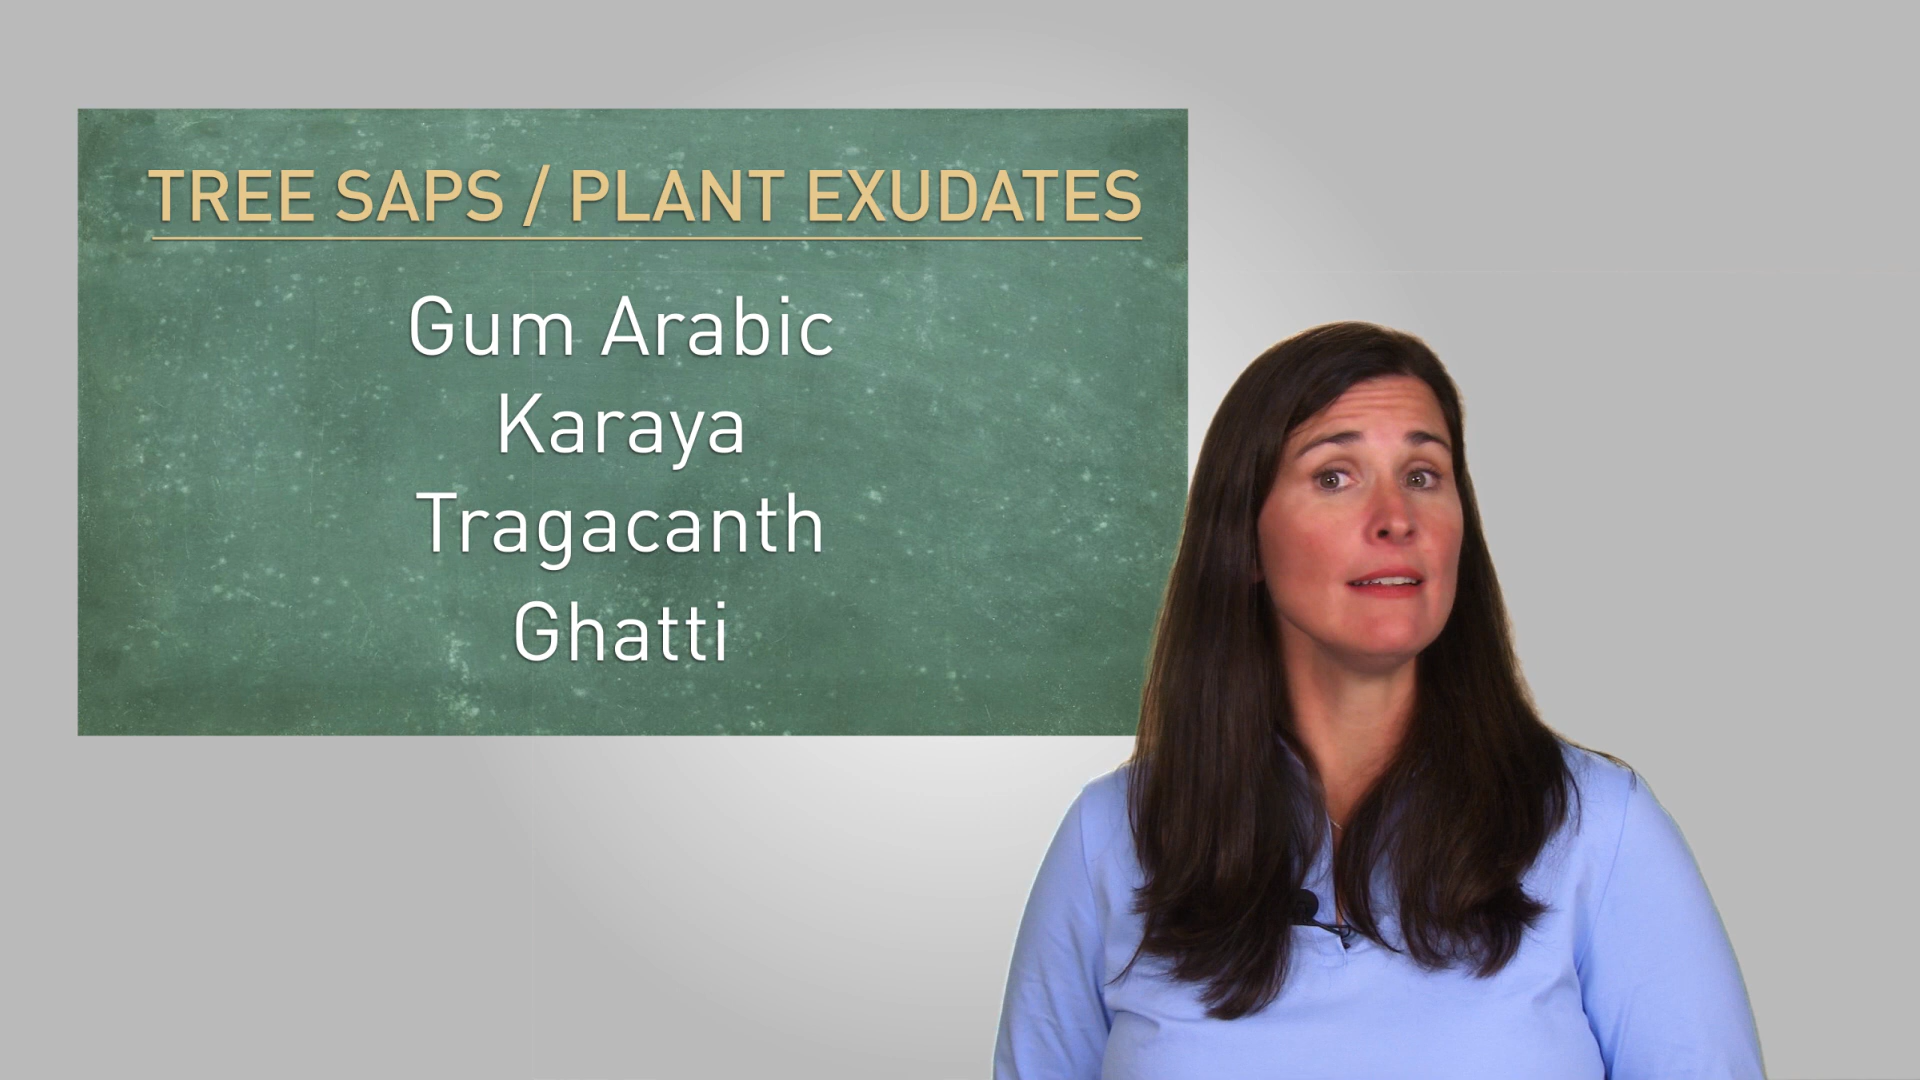 TREE SAPS / PLANT EXUDATES
Gum Arabic
Karaya
Tragacanth
Ghatti